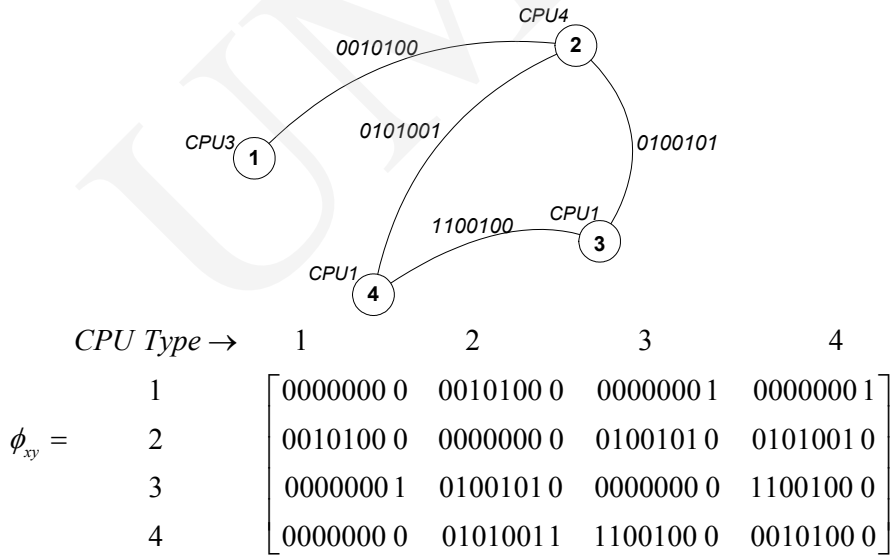 CPU4
2
0010100
0101001
CPU3
1
0100101
1100100
CPU1
3
CPU1
4
CPU Type → 1 2 3 4
1 0000000 0 0010100 0 0000000 1 0000000 1
ϕxy = 2 0010100 0 0000000 0 0100101 0 0101001 0
3 0000000 1 0100101 0 0000000 0 1100100 0
4 0000000 0 0101001 1 1100100 0 0010100 0